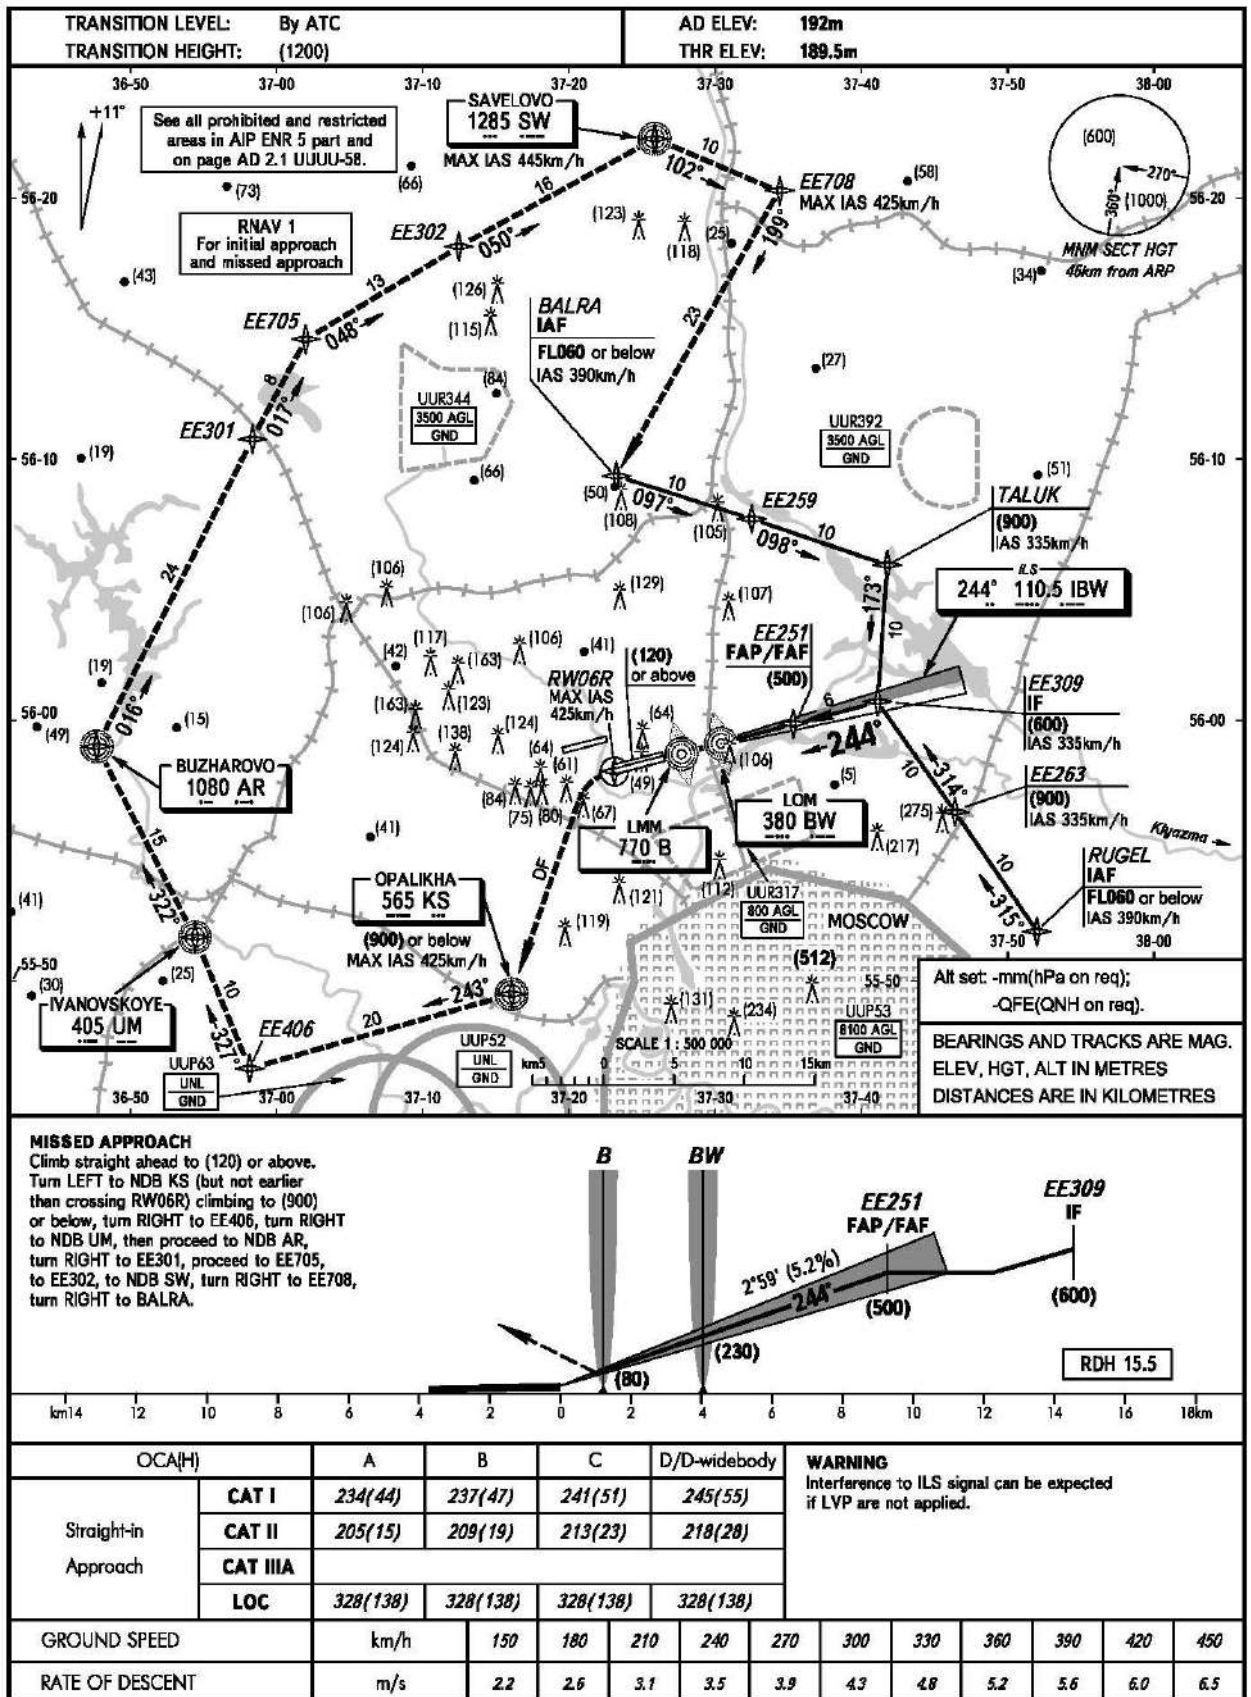 TRANSITION LEVEL: By ATC
TRANSITION HEIGHT: (1200)
AD ELEV: 192m
THR ELEV: 189.5m
36-50 37-00 37-10 37-20 37-30 37-40 37-50 38-00
+11°
See all prohibited and restricted
areas in AIP ENR 5 part and
on page AD 2.1 UUUU-58.
SAVELOVO
1285 SW
MAX IAS 445km/h
10
102°
EE708
MAX IAS 425km/h
(58)
(600)
270°
360°
(1000)
MNM SECT HGT
46km from ARP
56-20
56-20
(73)
(66)
16
RNAV 1
For initial approach
and missed approach
EE302
050°
(123)
(118)
(25)
199°
(34)
(43)
13
(126)
(115)
BALRA
IAF
FL060 or below
IAS 390km/h
23
EE705
048°
(27)
8
017°
UUR344
3500 AGL
GND
(84)
UUR392
3500 AGL
GND
EE301
56-10
56-10
(19)
(66)
(50)
(108)
097°
10
(105)
EE259
098°
10
(51)
TALUK
(900)
IAS 335km/h
ILS
244° 110.5 IBW
24
(106)
(106)
(129)
(107)
173°
10
EE251
FAP/FAF
(500)
(117)
(42)
(163)
(106)
(41)
(120)
or above
RW06R
MAX IAS
425km/h
(123)
(19)
016°
(163)
(124)
(138)
(124)
(64)
6
244°
EE309
IF
(600)
IAS 335km/h
56-00
56-00
(49)
(15)
BUZHAROVO
1080 AR
(64)
(61)
(49)
(106)
(5)
10
314°
EE263
(900)
IAS 335km/h
(84)
(75)
(80)
(67)
LMM
770 B
LOM
380 BW
(275)
(217)
Klyazma
(41)
15
322°
DF
OPALIKHA
565 KS
(900) or below
MAX IAS 425km/h
(121)
(112)
UUR317
800 AGL
GND
MOSCOW
10
315°
RUGEL
IAF
FL060 or below
IAS 390km/h
(41)
(119)
37-50 38-00
(512)
55-50
55-50
(30)
(25)
IVANOVSKOYE
405 UM
10
327°
EE406
20
243°
(131)
(234)
UUP53
8100 AGL
GND
UUP63
UNL
GND
UUP52
UNL
GND
SCALE 1 : 500 000
km5 0 5 10 15km
Alt set: -mm(hPa on req);
-QFE(QNH on req).
BEARINGS AND TRACKS ARE MAG.
ELEV, HGT, ALT IN METRES
DISTANCES ARE IN KILOMETRES
36-50 37-00 37-10 37-20 37-30 37-40
MISSED APPROACH
Climb straight ahead to (120) or above.
Turn LEFT to NDB KS (but not earlier
than crossing RW06R) climbing to (900)
or below, turn RIGHT to EE406, turn RIGHT
to NDB UM, then proceed to NDB AR,
turn RIGHT to EE301, proceed to EE705,
to EE302, to NDB SW, turn RIGHT to EE708,
turn RIGHT to BALRA.
B
BW
EE251
FAP/FAF
EE309
IF
2°59' (5.2%)
244°
(500)
(600)
(230)
(80)
RDH 15.5
km14 12 10 8 6 4 2 0 2 4 6 8 10 12 14 16 18km
OCA(H) A B C D/D-widebody
Straight-in
Approach
CAT I 234(44) 237(47) 241(51) 245(55)
CAT II 205(15) 209(19) 213(23) 218(28)
CAT IIIA
LOC 328(138) 328(138) 328(138) 328(138)
WARNING
Interference to ILS signal can be expected
if LVP are not applied.
GROUND SPEED km/h 150 180 210 240 270 300 330 360 390 420 450
RATE OF DESCENT m/s 2.2 2.6 3.1 3.5 3.9 4.3 4.8 5.2 5.6 6.0 6.5